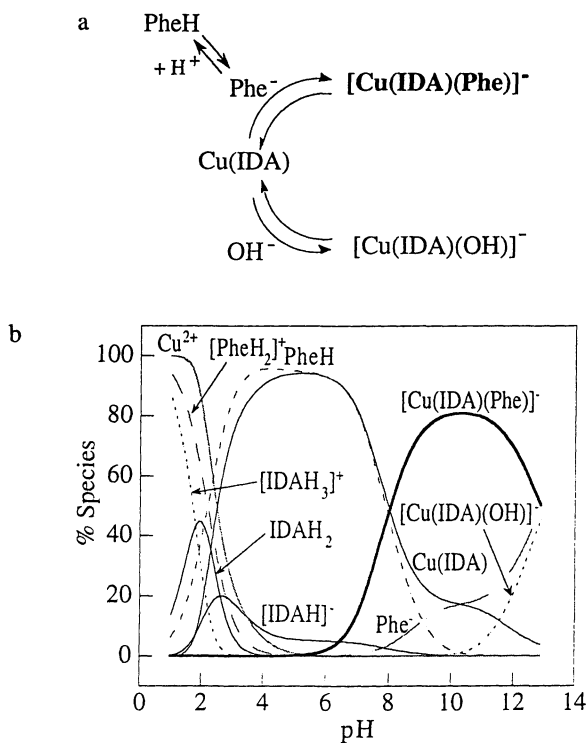 a
PheH
+ H⁺
Phe⁻
[Cu(IDA)(Phe)]⁻
Cu(IDA)
OH⁻
[Cu(IDA)(OH)]⁻
b
Cu²⁺
[PheH₂]⁺ PheH
100
[Cu(IDA)(Phe)]⁻
80
[IDAH₃]⁺
[Cu(IDA)(OH)]⁻
60
IDAH₂
Cu(IDA)
40
[IDAH]⁻
Phe⁻
20
0
% Species
0 2 4 6 8 10 12 14
pH